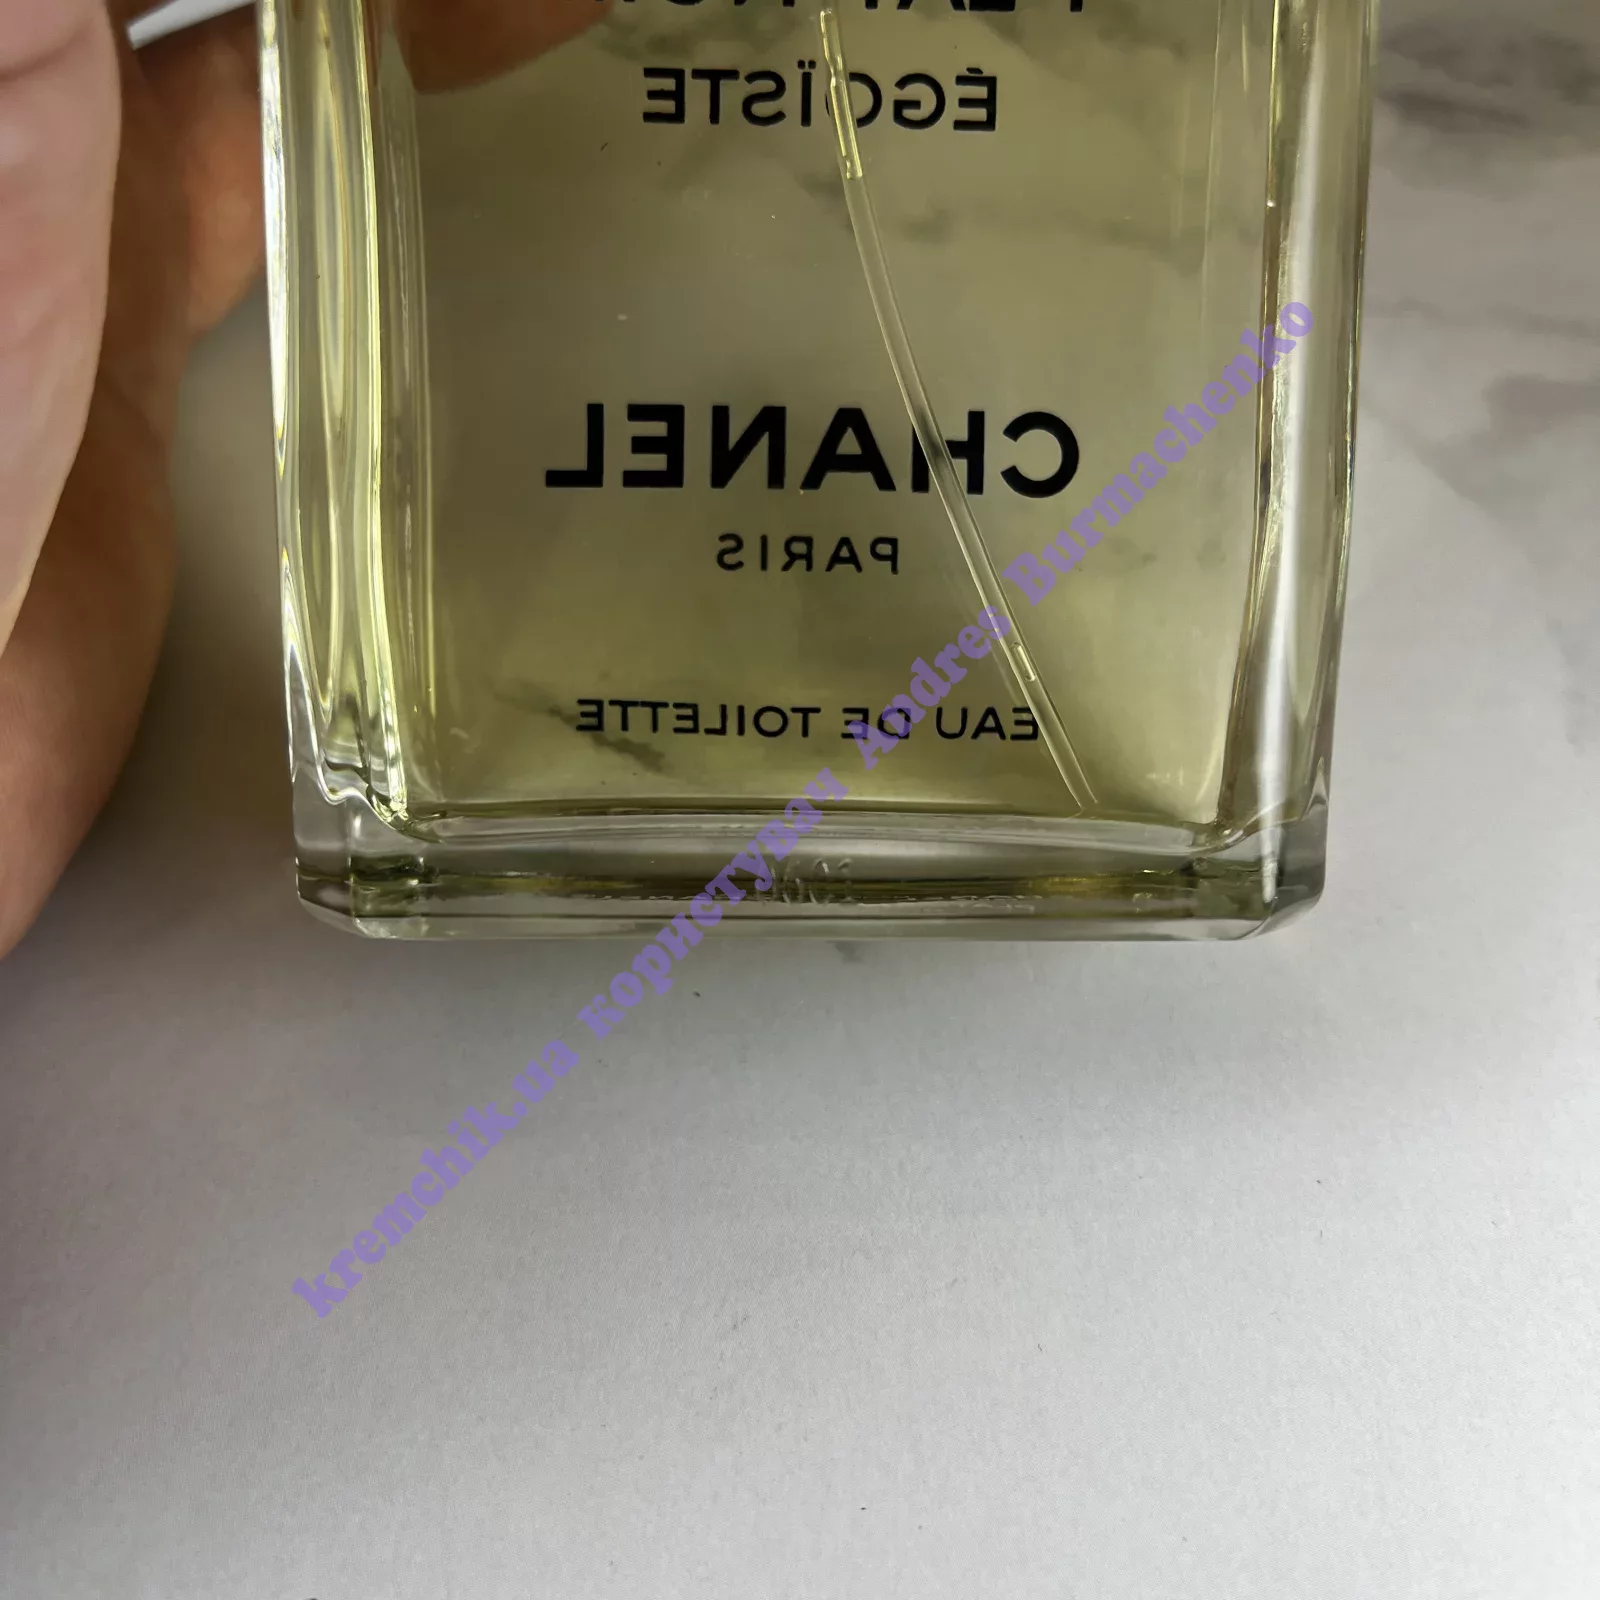 ÉGOÏSTE
CHANEL
PARIS
EAU DE TOILETTE
kremchik.ua користувач Andres Burmachenko